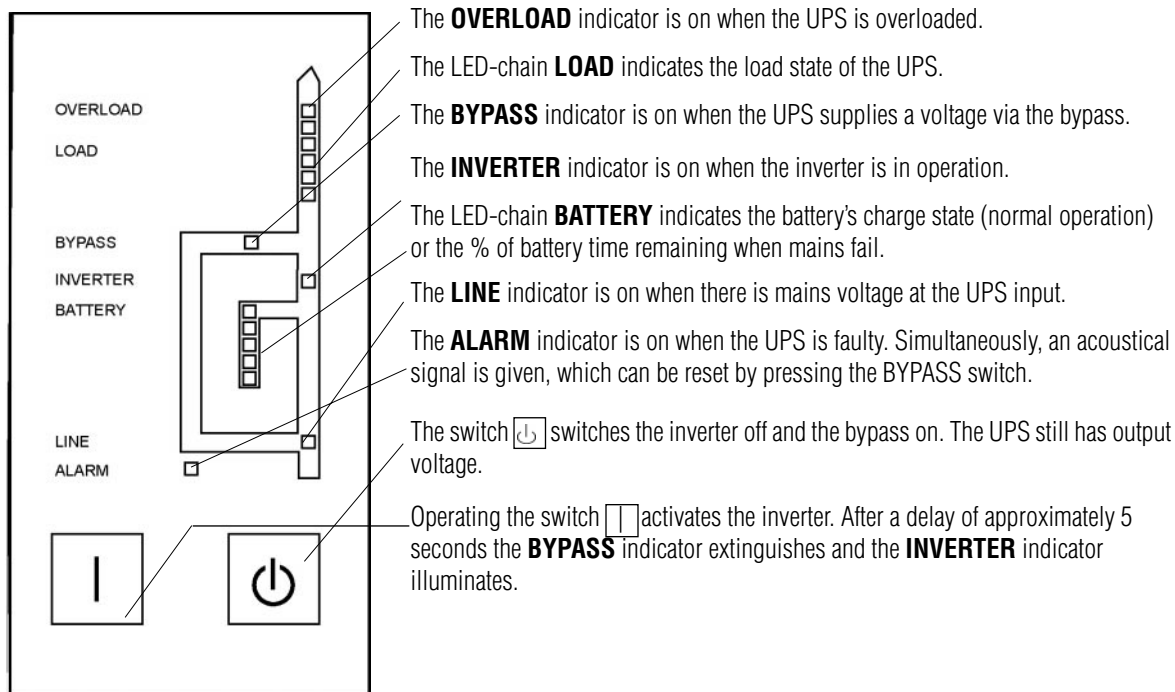 The OVERLOAD indicator is on when the UPS is overloaded.
The LED-chain LOAD indicates the load state of the UPS.
The BYPASS indicator is on when the UPS supplies a voltage via the bypass.
The INVERTER indicator is on when the inverter is in operation.
The LED-chain BATTERY indicates the battery's charge state (normal operation)
or the % of battery time remaining when mains fail.
The LINE indicator is on when there is mains voltage at the UPS input.
The ALARM indicator is on when the UPS is faulty. Simultaneously, an acoustical
signal is given, which can be reset by pressing the BYPASS switch.
The switch switches the inverter off and the bypass on. The UPS still has output
voltage.
Operating the switch | activates the inverter. After a delay of approximately 5
seconds the BYPASS indicator extinguishes and the INVERTER indicator
illuminates.
OVERLOAD
LOAD
BYPASS
INVERTER
BATTERY
LINE
ALARM
|